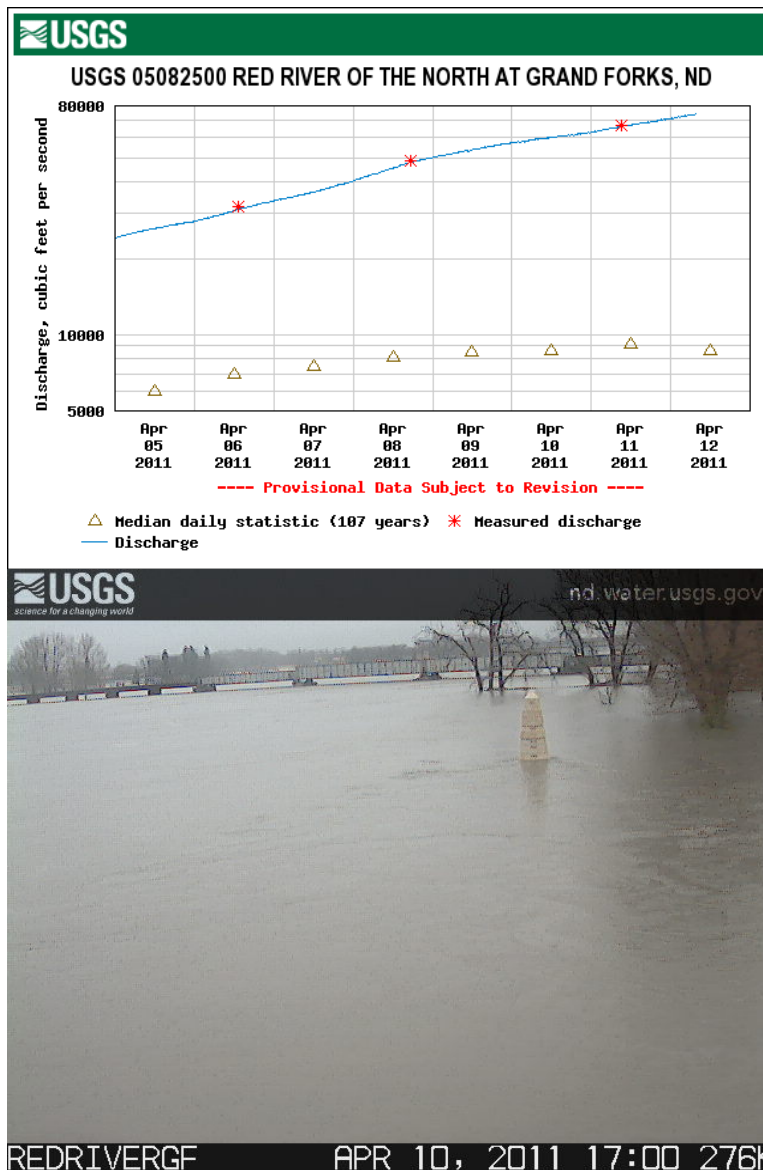 USGS
USGS 05082500 RED RIVER OF THE NORTH AT GRAND FORKS, ND
Discharge, cubic feet per second
80000
10000
5000
Apr 05 2011
Apr 06 2011
Apr 07 2011
Apr 08 2011
Apr 09 2011
Apr 10 2011
Apr 11 2011
Apr 12 2011
---- Provisional Data Subject to Revision ----
Median daily statistic (107 years) Measured discharge
Discharge
USGS
science for a changing world
nd.water.usgs.gov
REDRIVERGF APR 10, 2011 17:00 276K